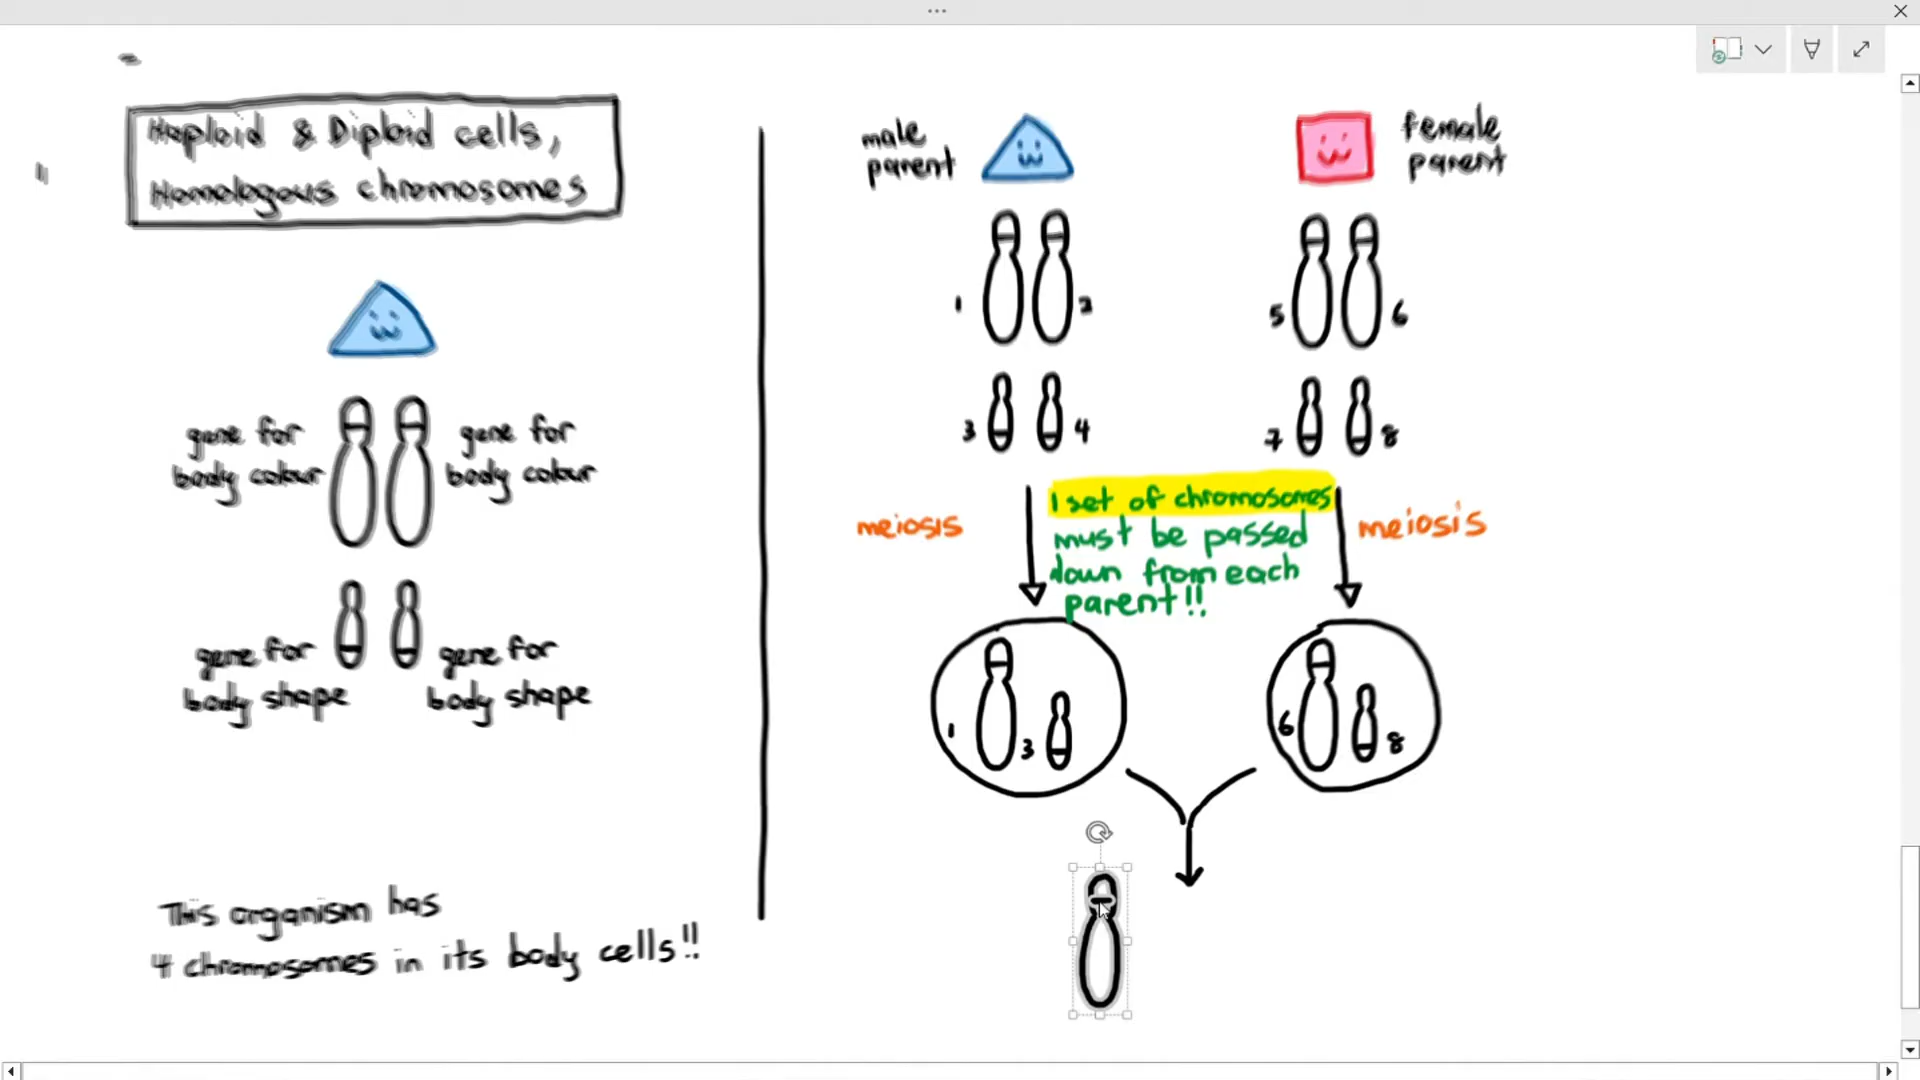 Haploid & Diploid cells,
Homologous chromosomes
gene for
body colour
gene for
body colour
gene for
body shape
gene for
body shape
This organism has
4 chromosomes in its body cells!!
male
parent
female
parent
1
2
5
6
3
4
7
8
meiosis
1 set of chromosomes
must be passed
down from each
parent!!
meiosis
1
3
6
8